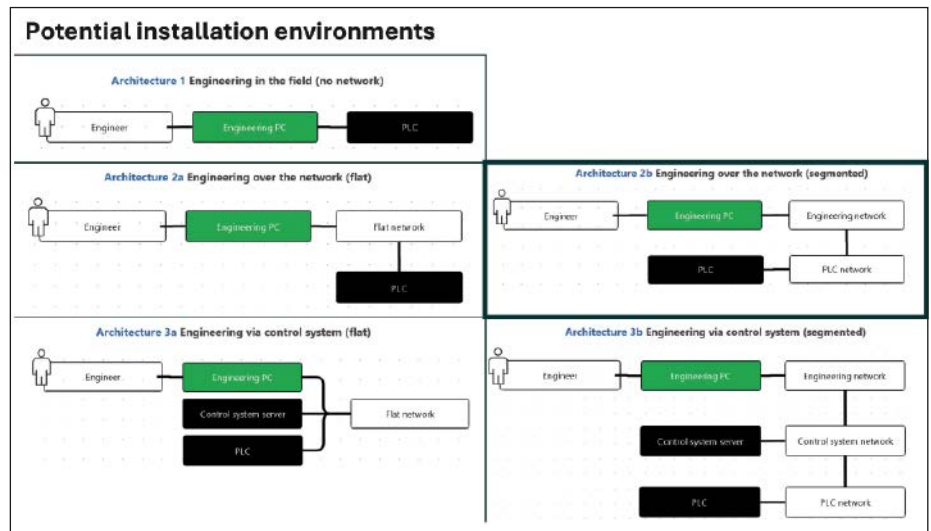 Potential installation environments
Architecture 1 Engineering in the field (no network)
Engineer
Engineering PC
PLC
Architecture 2a Engineering over the network (flat)
Engineer
Engineering PC
Flat network
PLC
Architecture 2b Engineering over the network (segmented)
Engineer
Engineering PC
Engineering network
PLC
PLC network
Architecture 3a Engineering via control system (flat)
Engineer
Engineering PC
Control system server
Flat network
PLC
Architecture 3b Engineering via control system (segmented)
Engineer
Engineering PC
Engineering network
Control system server
Control system network
PLC
PLC network